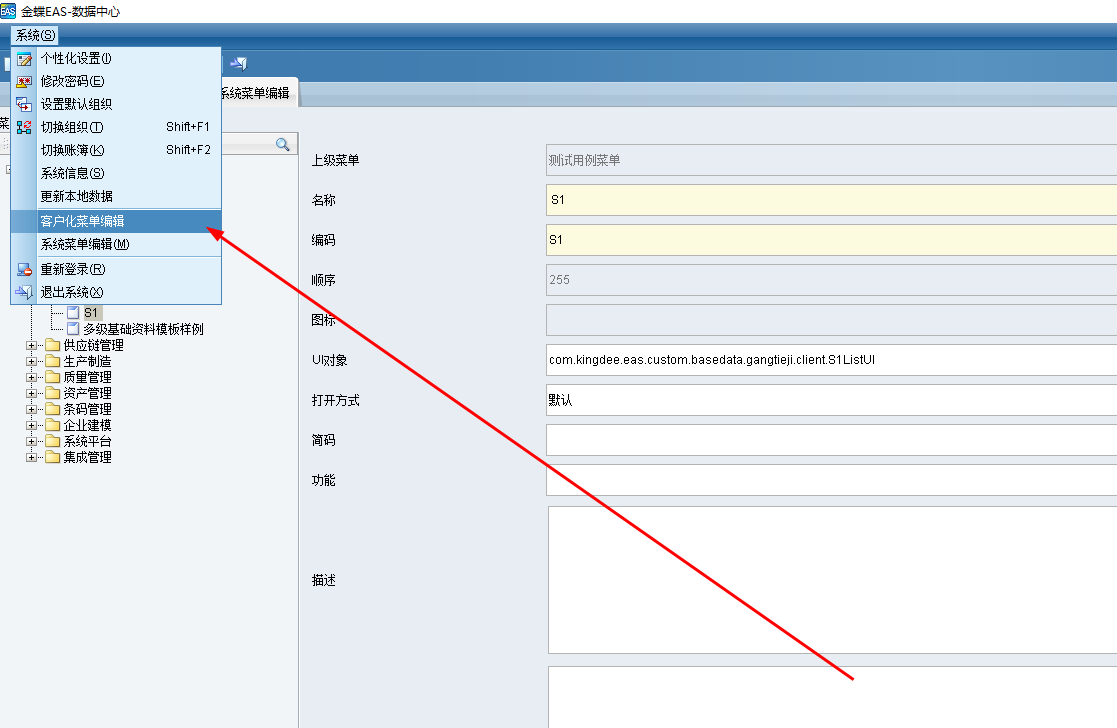 EAS 金蝶EAS-数据中心
系统(S)
个性化设置(I)
修改密码(E)
设置默认组织
切换组织(T) Shift+F1
切换账簿(K) Shift+F2
系统信息(S)
更新本地数据
客户化菜单编辑
系统菜单编辑(M)
重新登录(R)
退出系统(X)
系统菜单编辑
菜
S1
多级基础资料模板样例
供应链管理
生产制造
质量管理
资产管理
条码管理
企业建模
系统平台
集成管理
上级菜单 测试用例菜单
名称 S1
编码 S1
顺序 255
图标
UI对象 com.kingdee.eas.custom.basedata.gangtieji.client.S1ListUI
打开方式 默认
简码
功能
描述